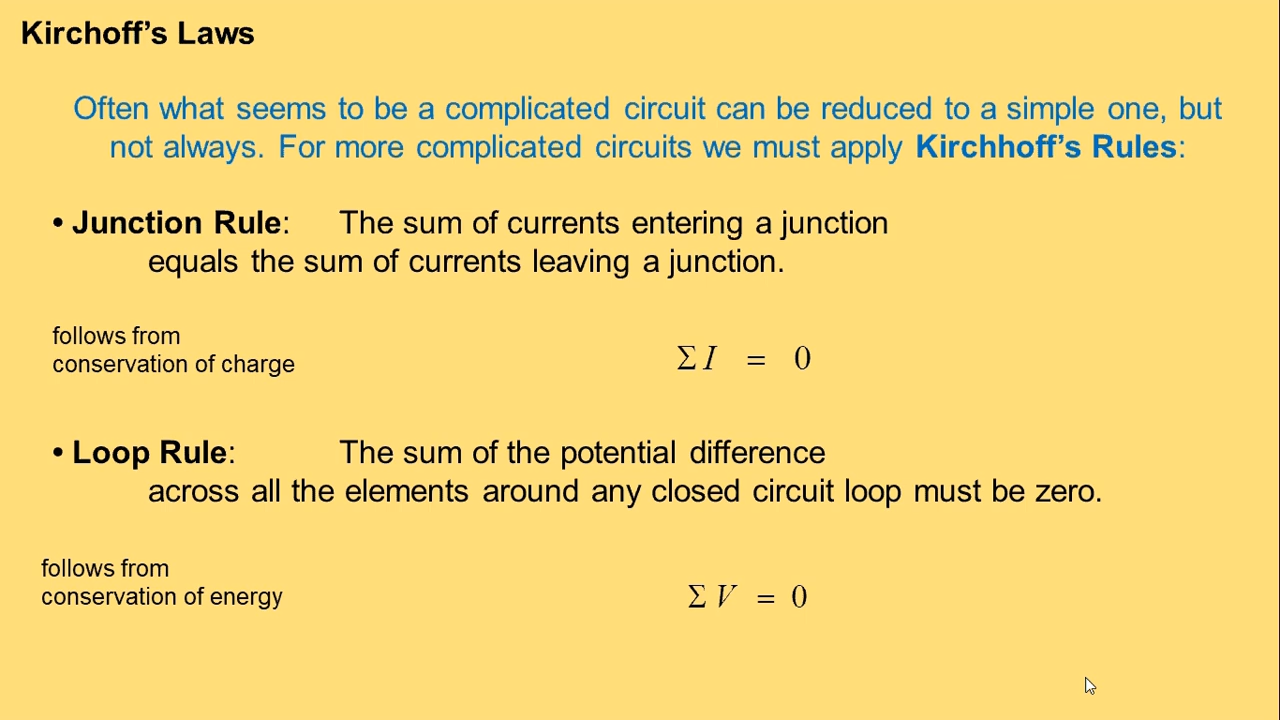 Kirchoff’s Laws
Often what seems to be a complicated circuit can be reduced to a simple one, but
not always. For more complicated circuits we must apply Kirchhoff’s Rules:
• Junction Rule: The sum of currents entering a junction
equals the sum of currents leaving a junction.
follows from
conservation of charge
Σ I = 0
• Loop Rule: The sum of the potential difference
across all the elements around any closed circuit loop must be zero.
follows from
conservation of energy
Σ V = 0